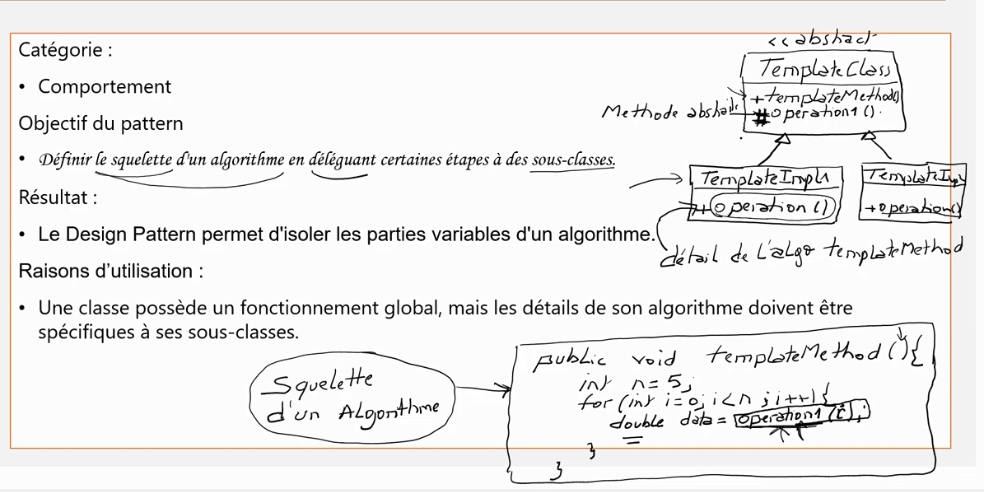 Catégorie :
• Comportement
Objectif du pattern
• Définir le squelette d'un algorithme en déléguant certaines étapes à des sous-classes.
Résultat :
• Le Design Pattern permet d'isoler les parties variables d'un algorithme.
Raisons d'utilisation :
• Une classe possède un fonctionnement global, mais les détails de son algorithme doivent être
spécifiques à ses sous-classes.
<<abstract
TemplateClass
+templateMethod()
Methode abstraite
#operation1().
TemplateImpl1
+operation()
TemplateImpl
+operation()
détail de L'algo templateMethod
Squelette
d'un Algorithme
public void templateMethod(){
int n=5;
for(int i=0;i<n;i++){
double data = operation1(i);
}
}